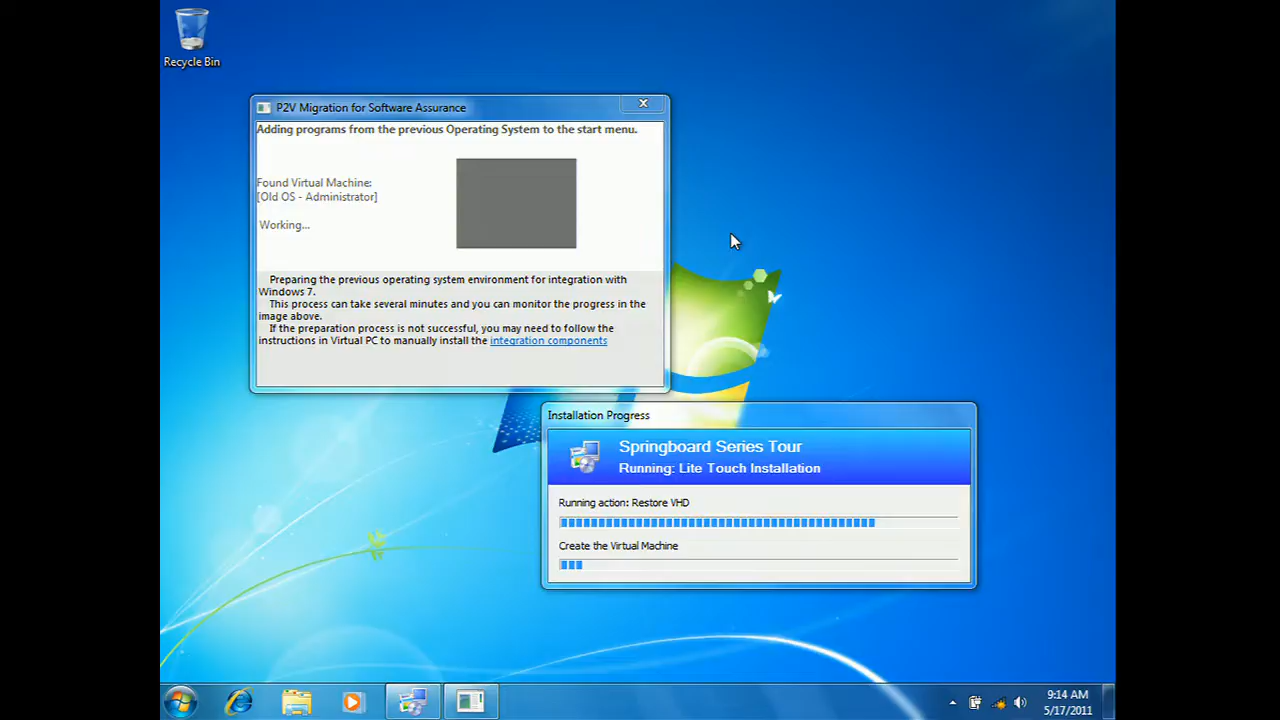 Recycle Bin
P2V Migration for Software Assurance
Adding programs from the previous Operating System to the start menu.
Found Virtual Machine:
[Old OS - Administrator]
Working...
Preparing the previous operating system environment for integration with
Windows 7.
This process can take several minutes and you can monitor the progress in the
image above.
If the preparation process is not successful, you may need to follow the
instructions in Virtual PC to manually install the integration components
Installation Progress
Springboard Series Tour
Running: Lite Touch Installation
Running action: Restore VHD
Create the Virtual Machine
9:14 AM
5/17/2011